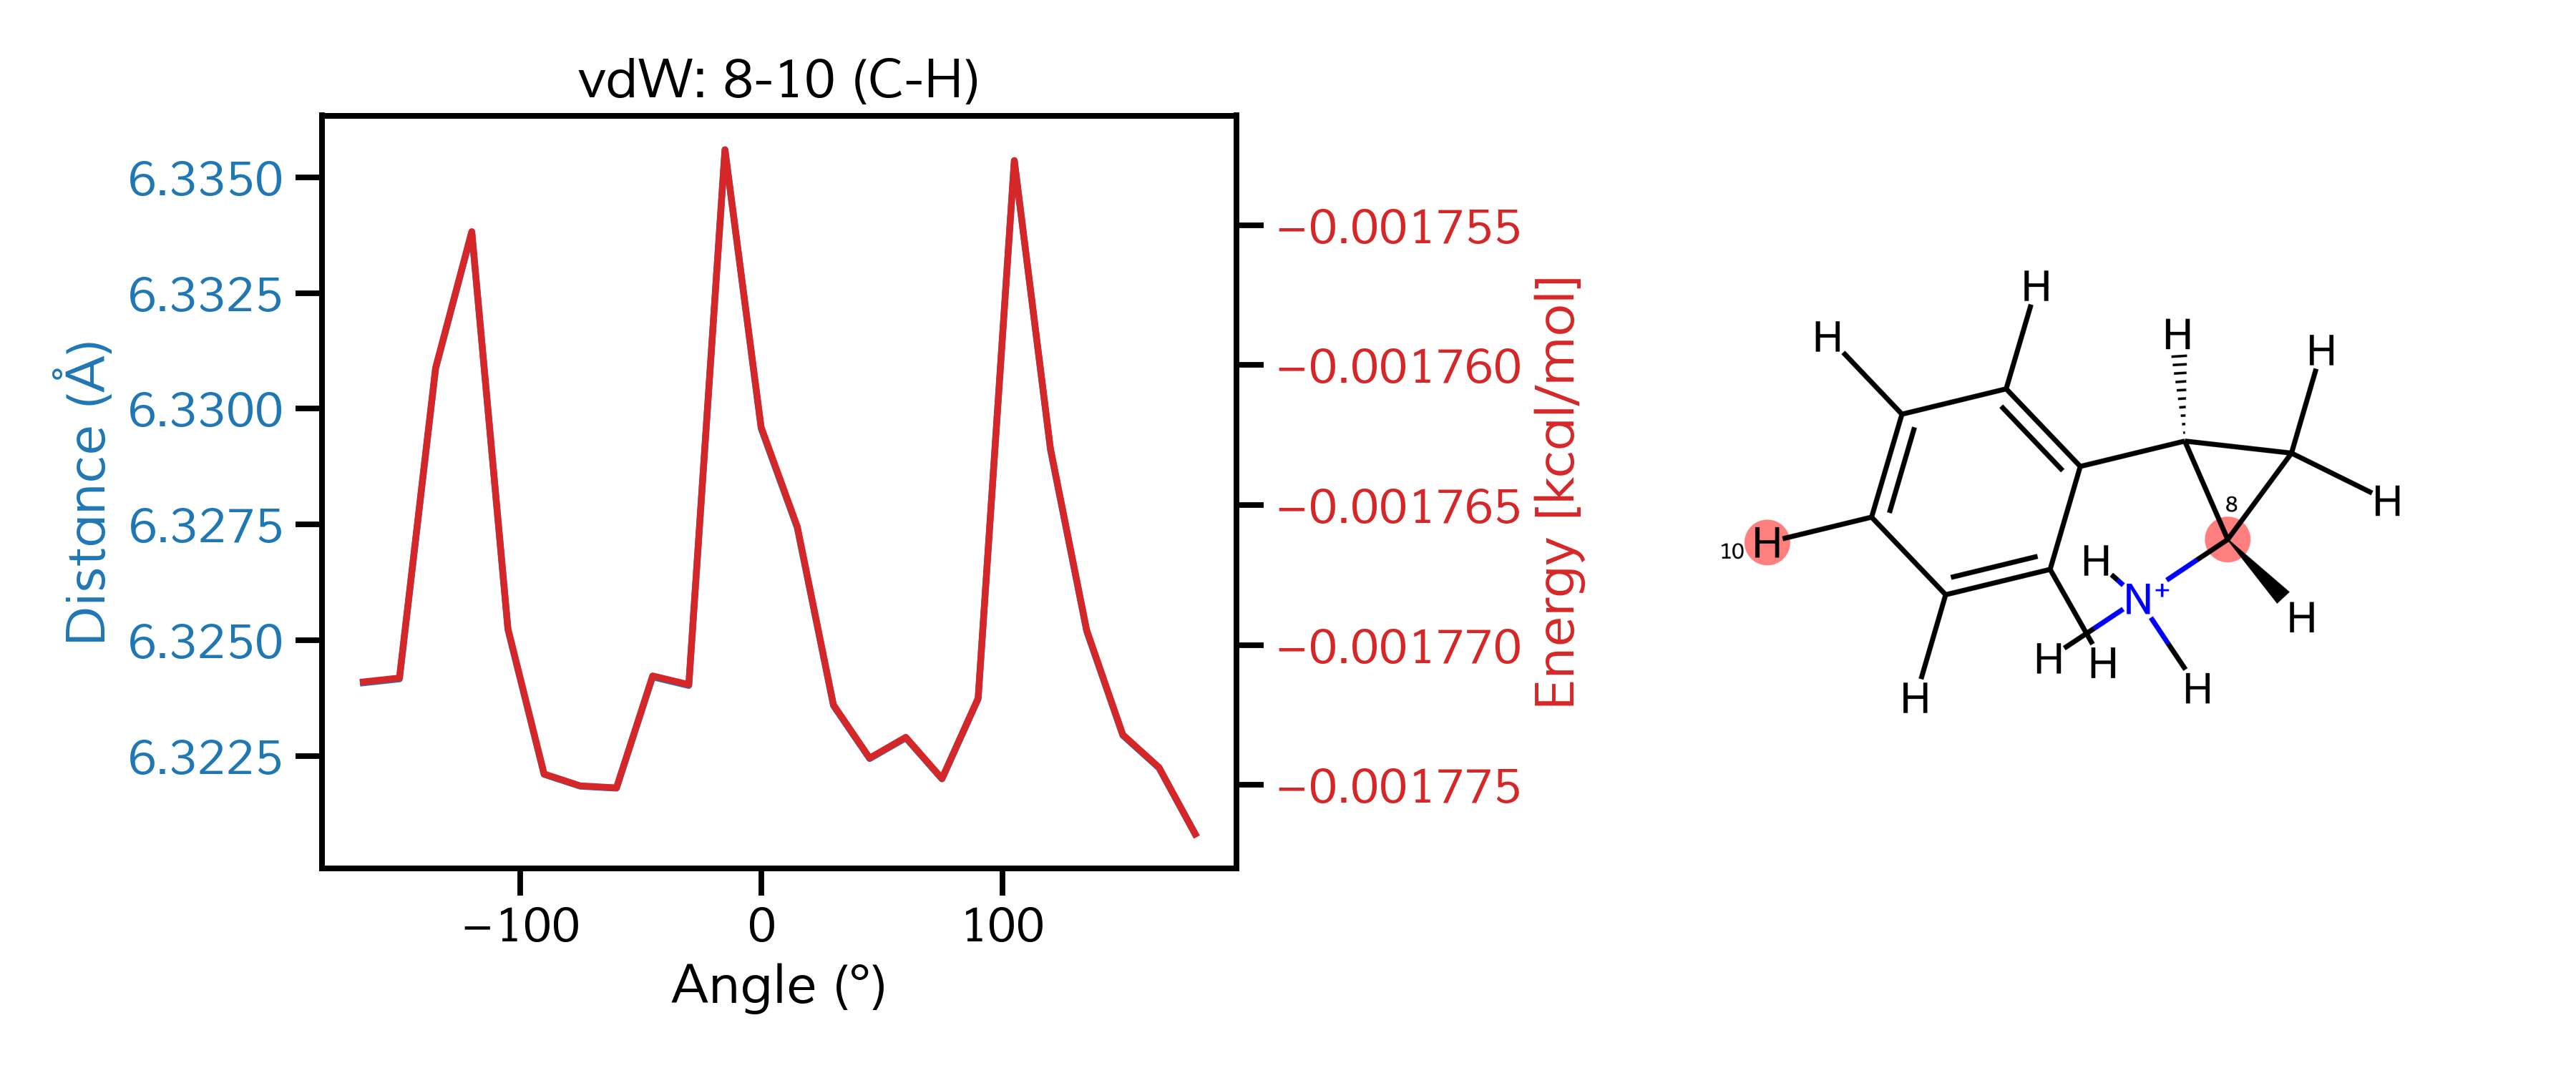 vdW: 8-10 (C-H)
Distance (Å)
6.3350
6.3325
6.3300
6.3275
6.3250
6.3225
−100
0
100
Angle (°)
−0.001755
−0.001760
−0.001765
−0.001770
−0.001775
Energy [kcal/mol]
H
H
H
H
H
8
10
H
H
N+
H
H
H
H
H